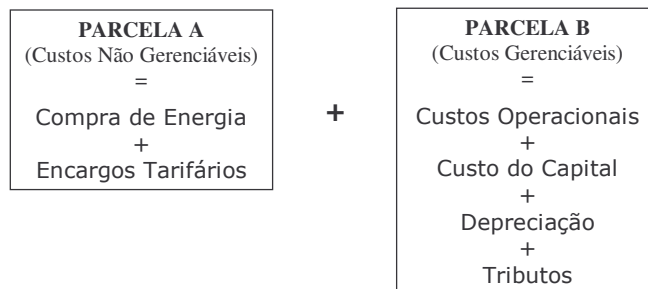 PARCELA A
(Custos Não Gerenciáveis)
=
Compra de Energia
+
Encargos Tarifários
+
PARCELA B
(Custos Gerenciáveis)
=
Custos Operacionais
+
Custo do Capital
+
Depreciação
+
Tributos